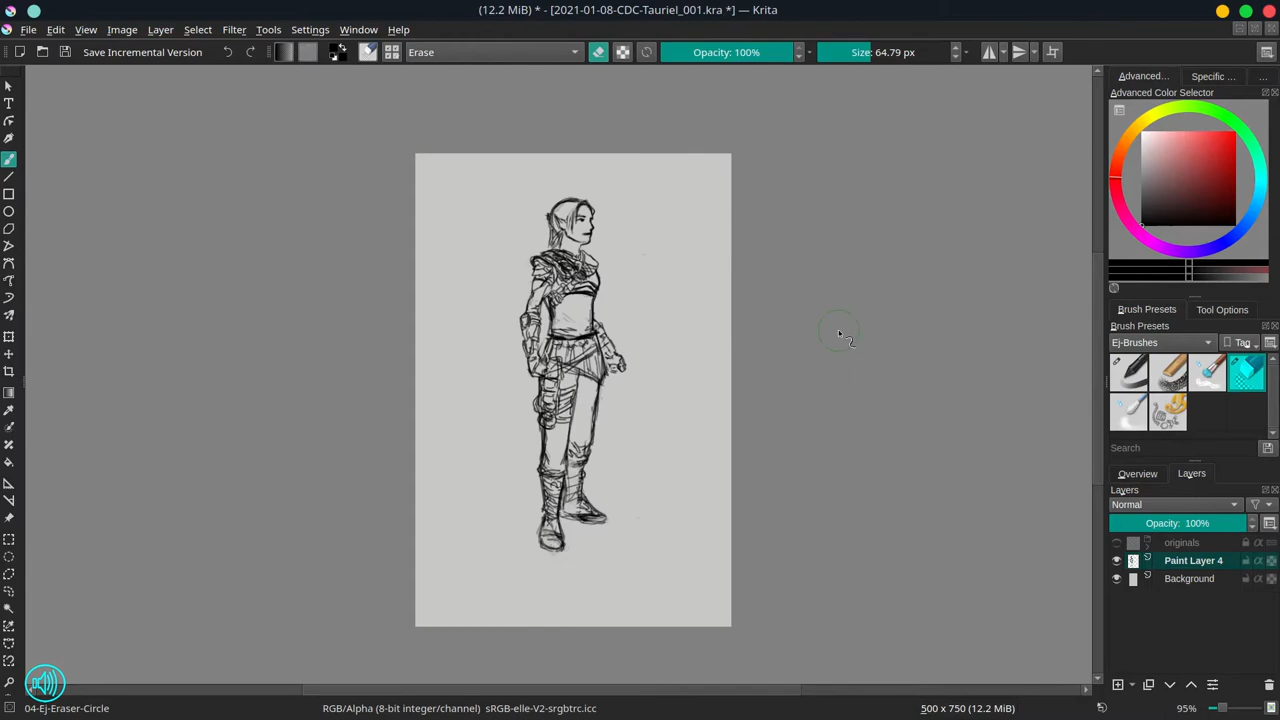 (12.2 MiB) * - [2021-01-08-CDC-Tauriel_001.kra *] — Krita
File Edit View Image Layer Select Filter Tools Settings Window Help
Save Incremental Version Erase Opacity: 100% Size: 64.79 px
Advanced... Specific ... ...
Advanced Color Selector
Brush Presets Tool Options
Brush Presets
Ej-Brushes Tag
Search
Overview Layers
Layers
Normal
Opacity: 100%
originals
Paint Layer 4
Background
04-Ej-Eraser-Circle RGB/Alpha (8-bit integer/channel) sRGB-elle-V2-srgbtrc.icc 500 x 750 (12.2 MiB) 95%